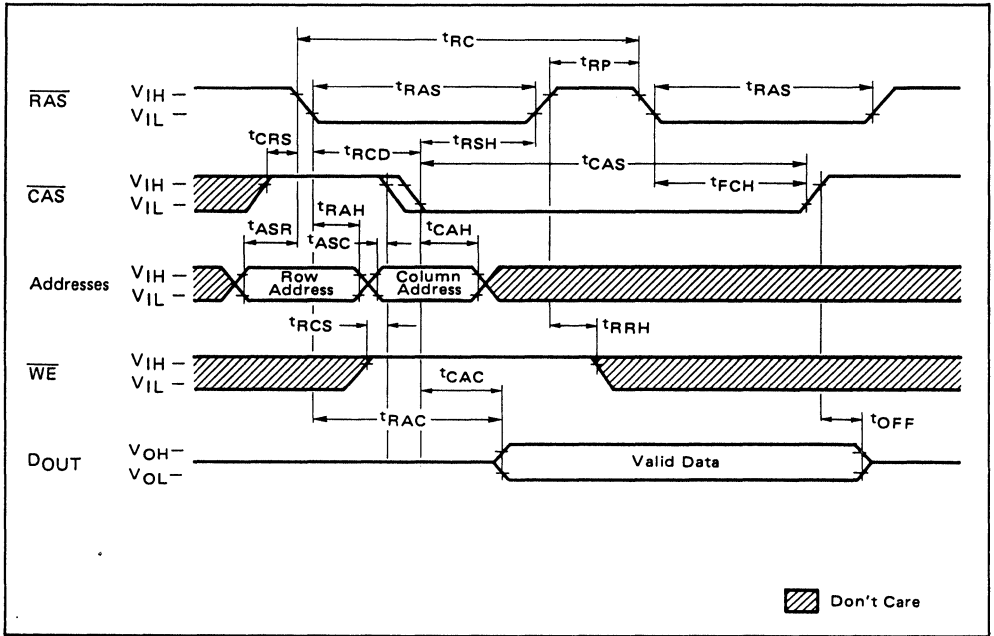 tRC
tRP
RAS
VIH
VIL
tRAS
tRAS
tCRS
tRCD
tRSH
tCAS
CAS
VIH
VIL
tFCH
tRAH
tASR
tASC
tCAH
Addresses
VIH
VIL
Row Address
Column Address
tRCS
tRRH
WE
VIH
VIL
tCAC
tRAC
tOFF
DOUT
VOH
VOL
Valid Data
Don't Care